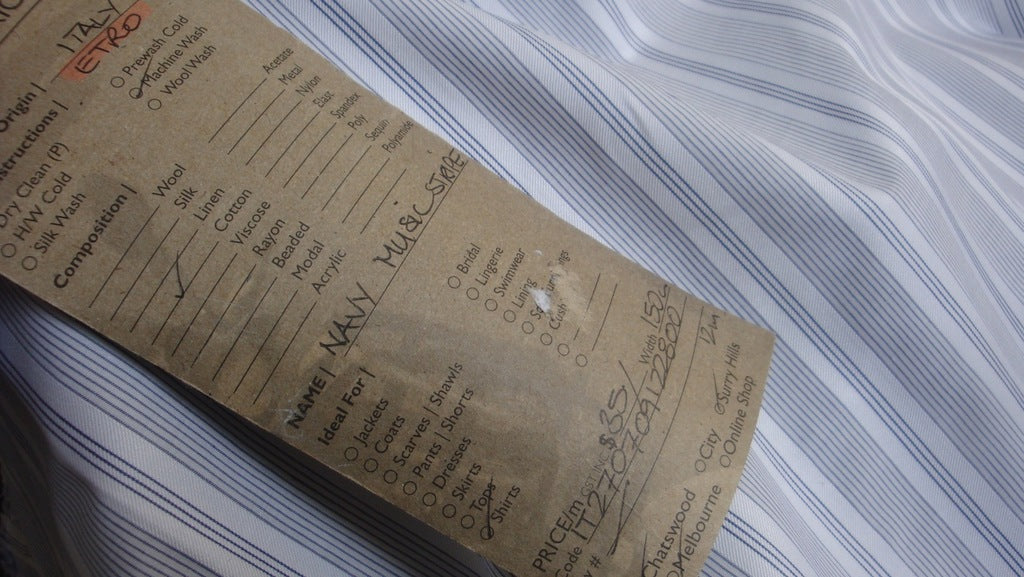 Origin | ITALY
ETRO
structions |
Dry Clean (P)
H/W Cold
Silk Wash
Prewash Cold
Machine Wash
Wool Wash
Composition |
Wool
Silk
Linen
Cotton
Viscose
Rayon
Beaded
Modal
Acrylic
Acetate
Metal
Nylon
Elast
Spandex
Poly
Sequin
Polyamide
NAME | NAVY MUSIC STRIPE
Ideal For |
Jackets
Coats
Scarves | Shawls
Pants | Shorts
Dresses
Skirts
Tops
Shirts
Bridal
Lingerie
Swimwear
Lining
PRICE/m $35/ Width 152
Code
Chatswood
Melbourne
City
Online Shop
Surry Hills